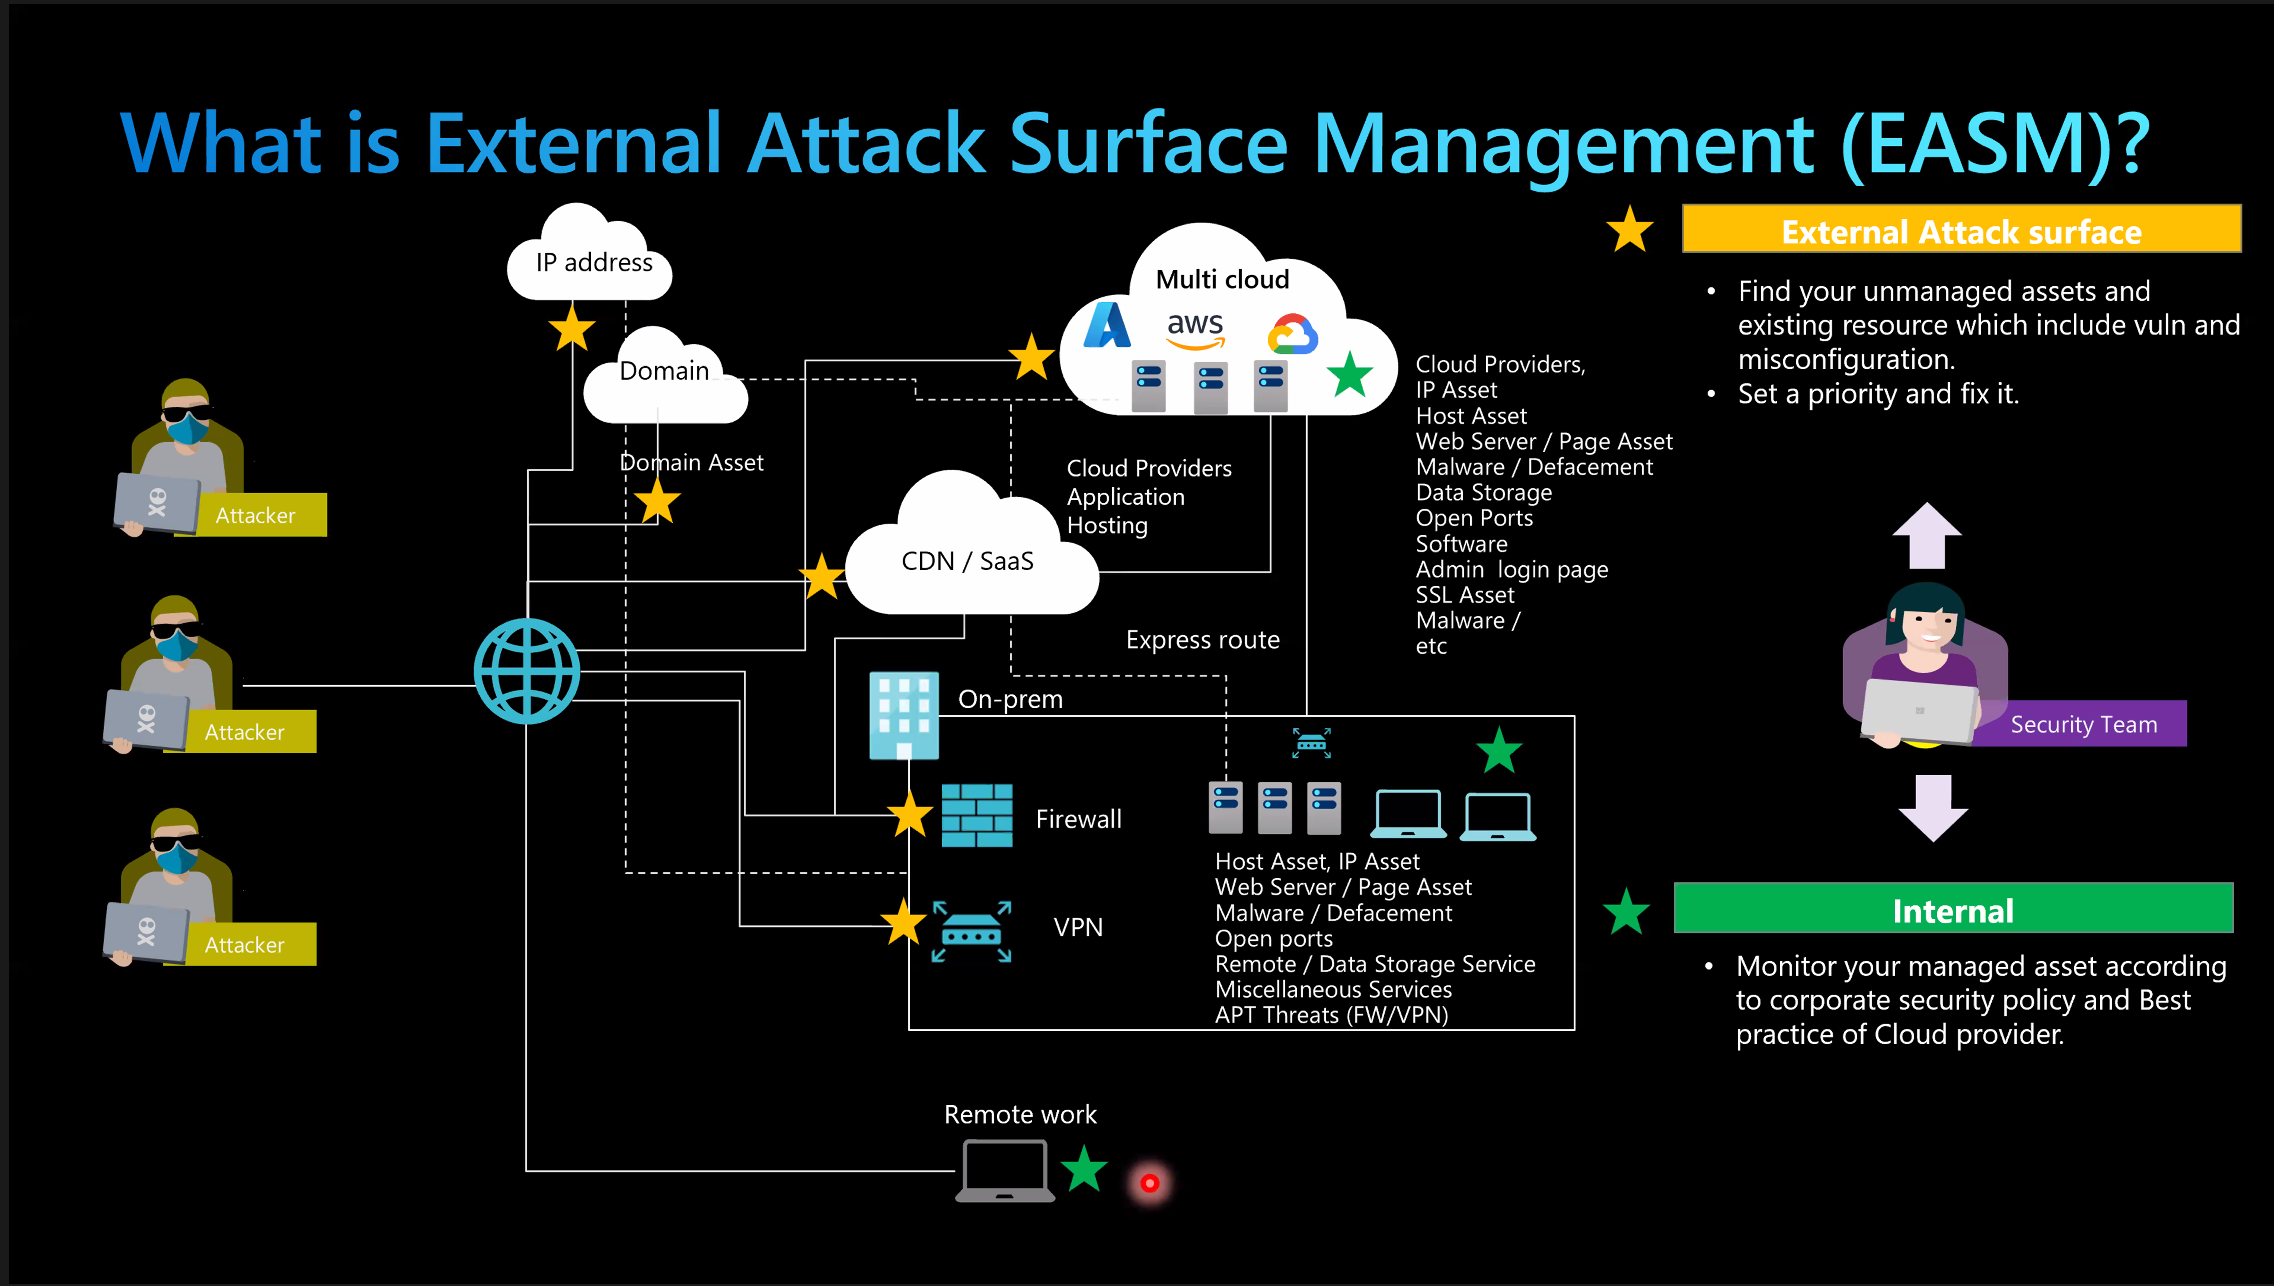 What is External Attack Surface Management (EASM)?
IP address
Domain
Domain Asset
Multi cloud
aws
Cloud Providers
Application
Hosting
CDN / SaaS
Express route
Cloud Providers,
IP Asset
Host Asset
Web Server / Page Asset
Malware / Defacement
Data Storage
Open Ports
Software
Admin  login page
SSL Asset
Malware /
etc
Attacker
Attacker
Attacker
On-prem
Firewall
VPN
Host Asset, IP Asset
Web Server / Page Asset
Malware / Defacement
Open ports
Remote / Data Storage Service
Miscellaneous Services
APT Threats (FW/VPN)
Remote work
External Attack surface
• Find your unmanaged assets and
existing resource which include vuln and
misconfiguration.
• Set a priority and fix it.
Security Team
Internal
• Monitor your managed asset according
to corporate security policy and Best
practice of Cloud provider.